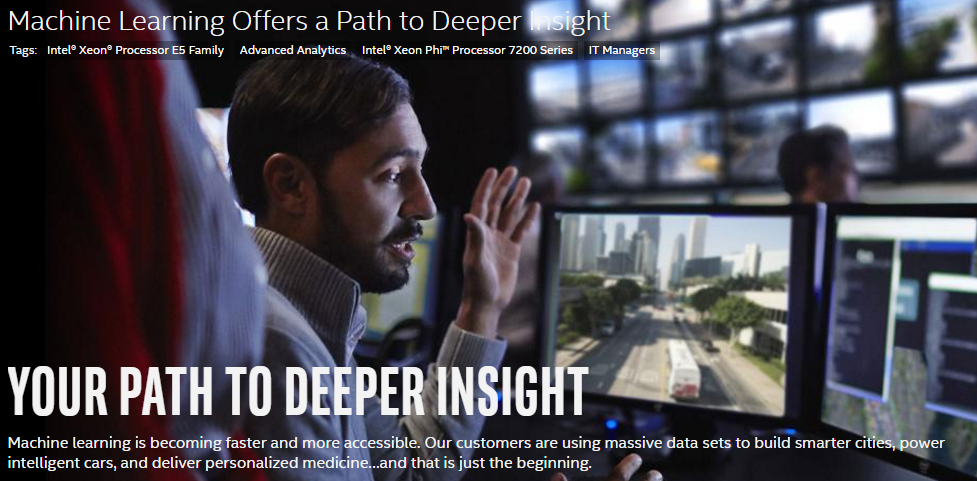 Machine Learning Offers a Path to Deeper Insight
Tags: Intel® Xeon® Processor E5 Family Advanced Analytics Intel® Xeon Phi™ Processor 7200 Series IT Managers
YOUR PATH TO DEEPER INSIGHT
Machine learning is becoming faster and more accessible. Our customers are using massive data sets to build smarter cities, power
intelligent cars, and deliver personalized medicine...and that is just the beginning.